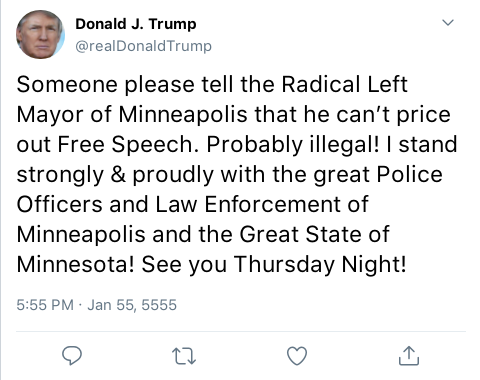 Donald J. Trump
@realDonaldTrump
Someone please tell the Radical Left
Mayor of Minneapolis that he can’t price
out Free Speech. Probably illegal! I stand
strongly & proudly with the great Police
Officers and Law Enforcement of
Minneapolis and the Great State of
Minnesota! See you Thursday Night!
5:55 PM · Jan 55, 5555